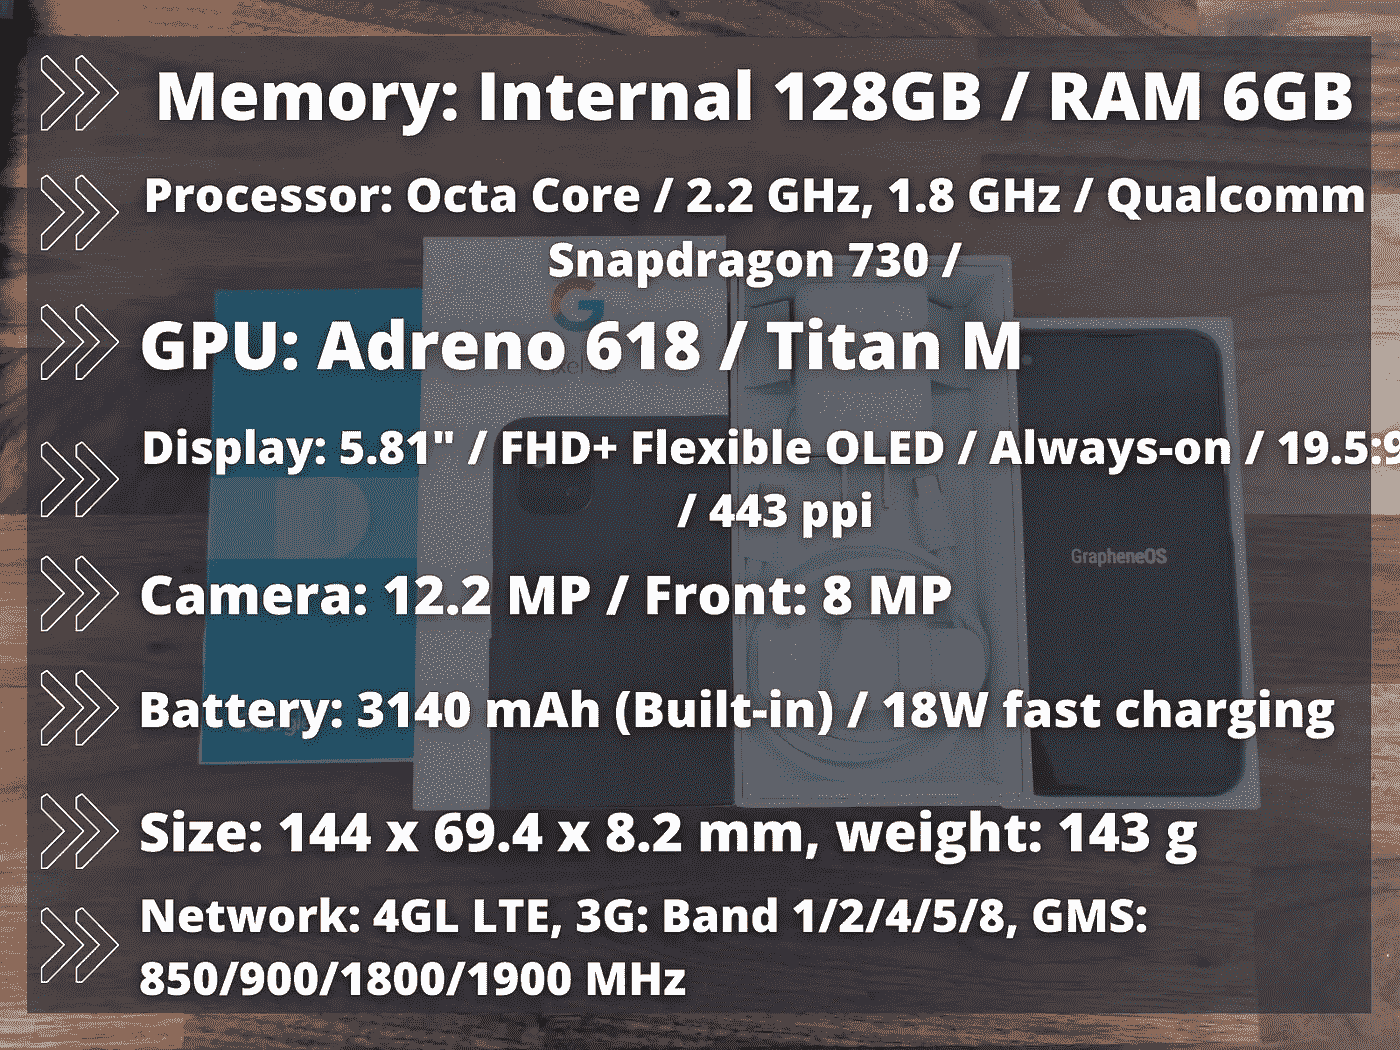 Memory: Internal 128GB / RAM 6GB
Processor: Octa Core / 2.2 GHz, 1.8 GHz / Qualcomm
Snapdragon 730 /
GPU: Adreno 618 / Titan M
Display: 5.81" / FHD+ Flexible OLED / Always-on / 19.5:9
/ 443 ppi
GrapheneOS
Camera: 12.2 MP / Front: 8 MP
Battery: 3140 mAh (Built-in) / 18W fast charging
Size: 144 x 69.4 x 8.2 mm, weight: 143 g
Network: 4GL LTE, 3G: Band 1/2/4/5/8, GMS:
850/900/1800/1900 MHz